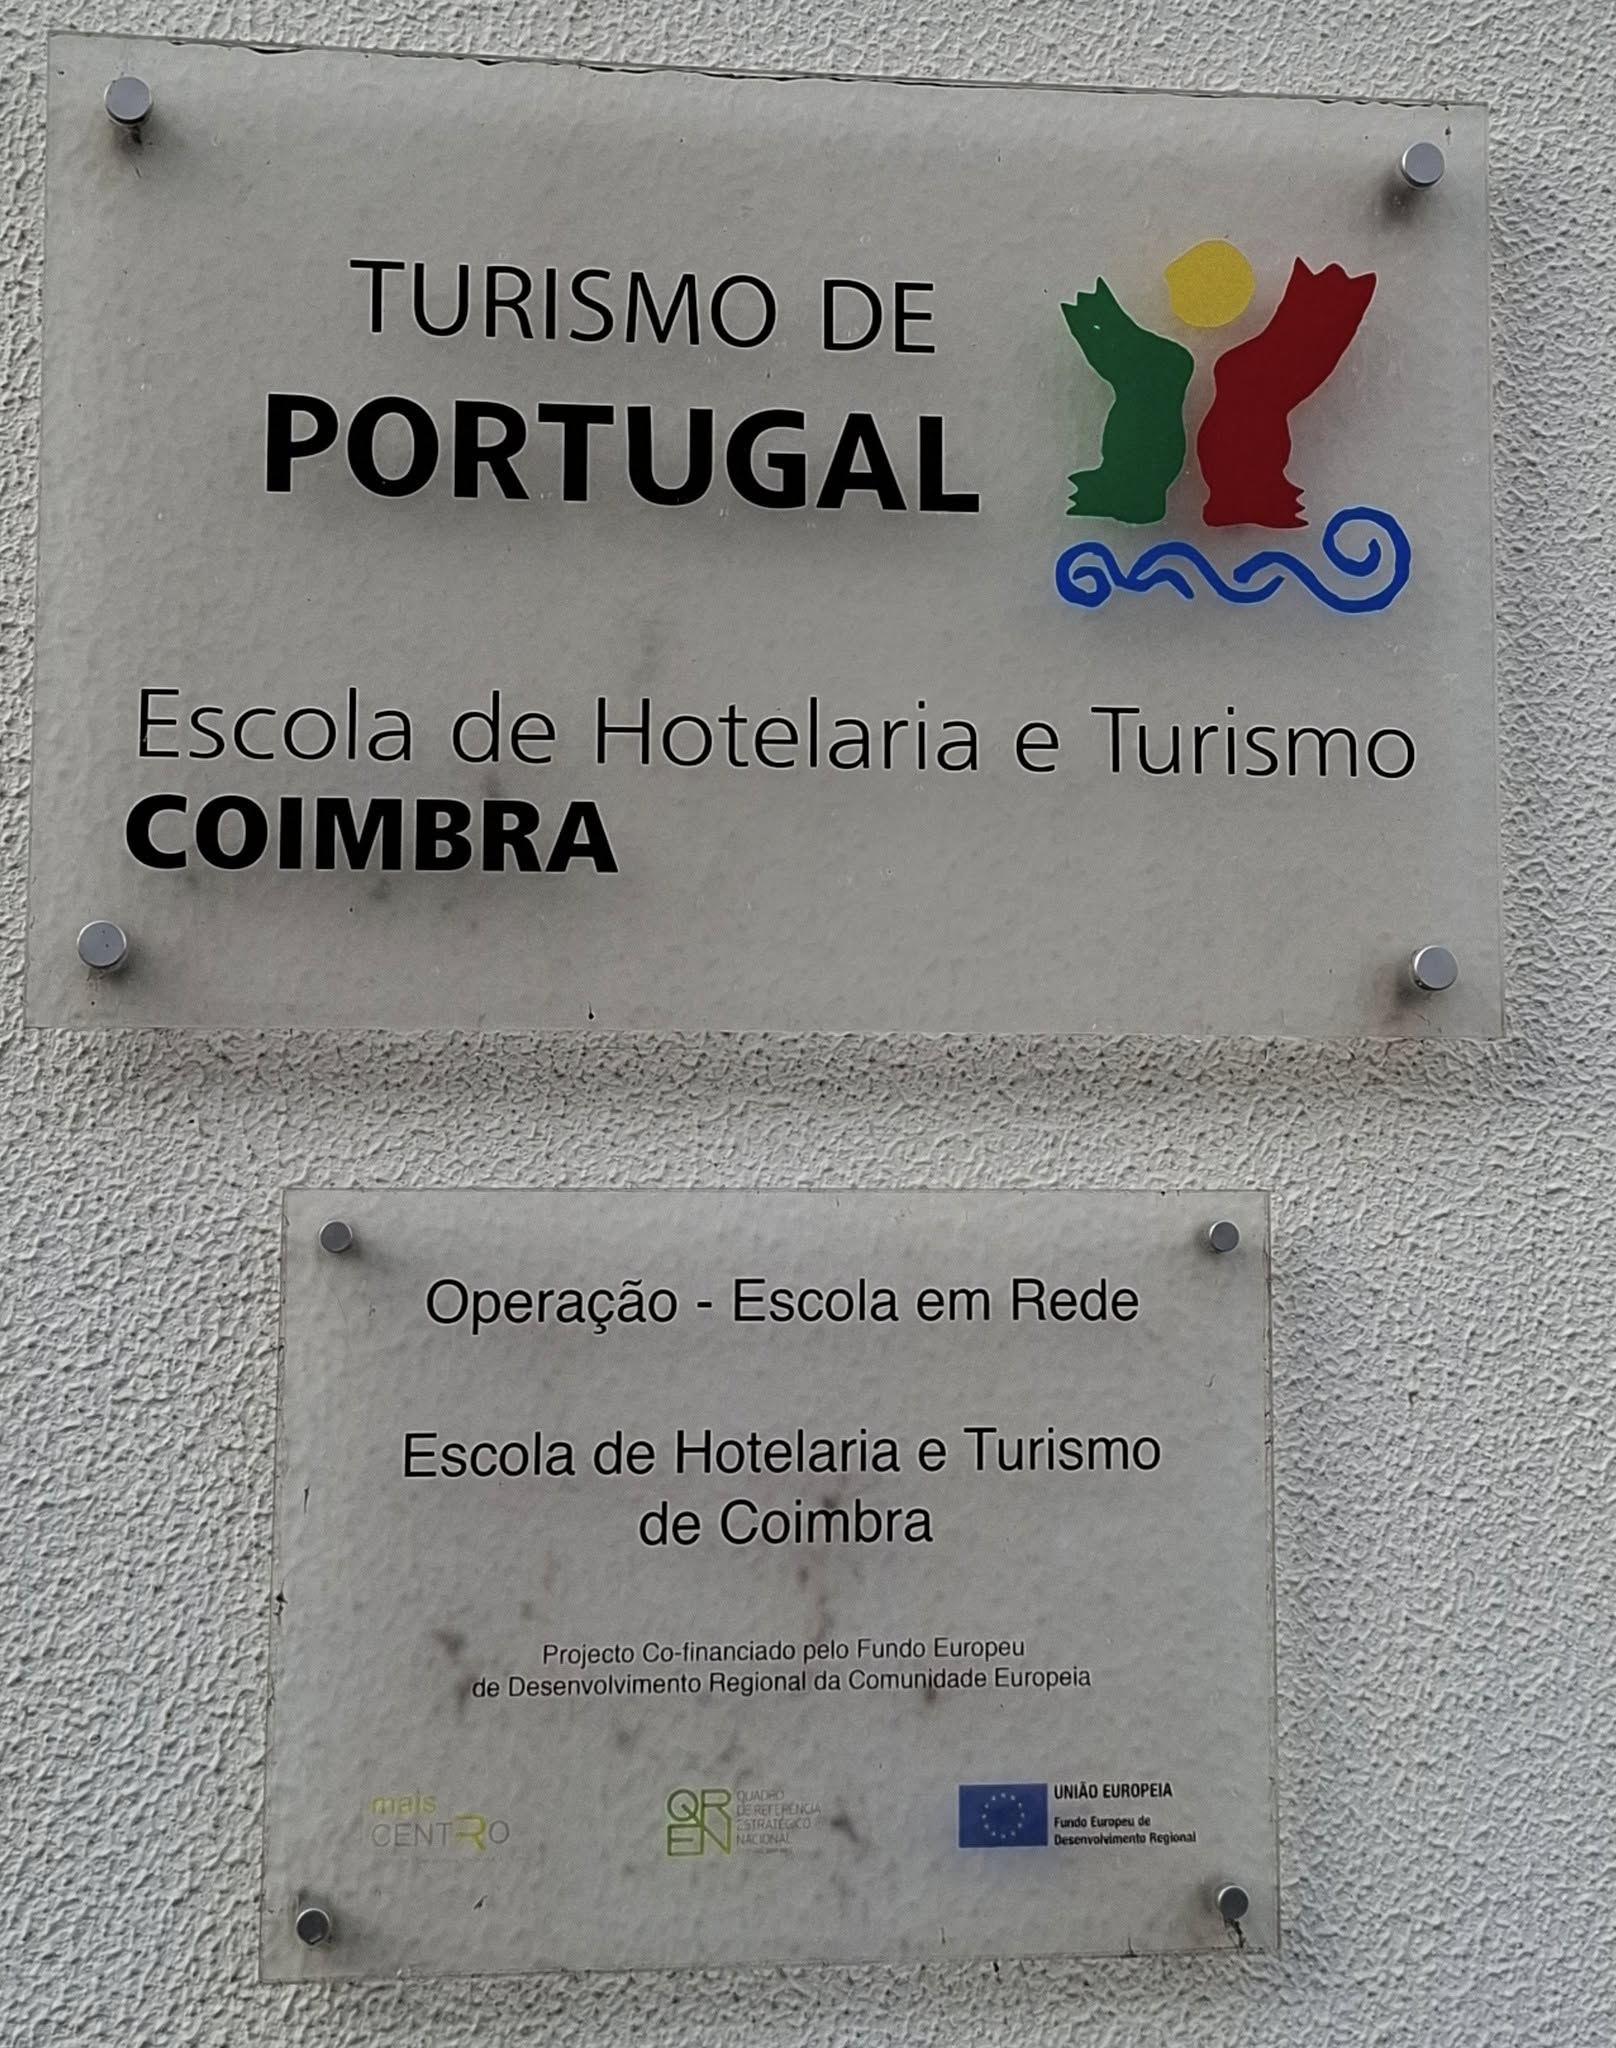 TURISMO DE
PORTUGAL
Escola de Hotelaria e Turismo
COIMBRA
Operação - Escola em Rede
Escola de Hotelaria e Turismo
de Coimbra
Projecto Co-financiado pelo Fundo Europeu
de Desenvolvimento Regional da Comunidade Europeia
mais
CENTRO
QR
EN
QUADRO
DE REFERÊNCIA
ESTRATÉGICO
NACIONAL
UNIÃO EUROPEIA
Fundo Europeu de
Desenvolvimento Regional